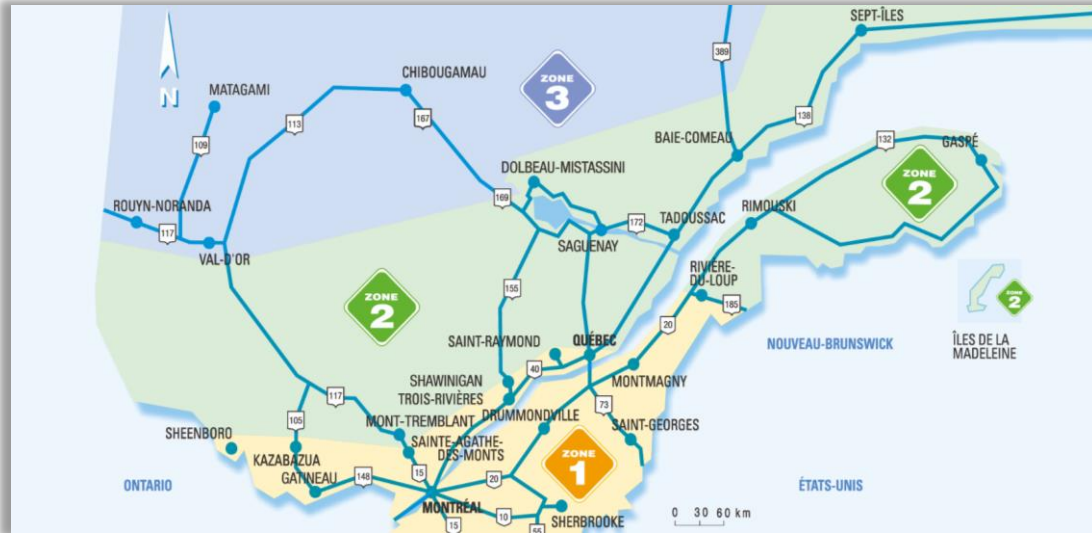 SEPT-ÎLES
389
ZONE
3
CHIBOUGAMAU
MATAGAMI
N
113
167
138
109
BAIE-COMEAU
132
GASPÉ
DOLBEAU-MISTASSINI
ZONE
2
169
ROUYN-NORANDA
117
VAL-D'OR
172
TADOUSSAC
RIMOUSKI
SAGUENAY
RIVIÈRE-
DU-LOUP
185
155
ZONE
2
ZONE
2
20
SAINT-RAYMOND
QUÉBEC
NOUVEAU-BRUNSWICK
ÎLES DE LA
MADELEINE
40
MONTMAGNY
SHAWINIGAN
TROIS-RIVIÈRES
117
105
73
MONT-TREMBLANT
DRUMMONDVILLE
SAINT-GEORGES
SHEENBORO
SAINTE-AGATHE-
DES-MONTS
KAZABAZUA
ZONE
1
GATINEAU
148
15
20
ONTARIO
ÉTATS-UNIS
MONTRÉAL
10
15
55
SHERBROOKE
0 30 60 km